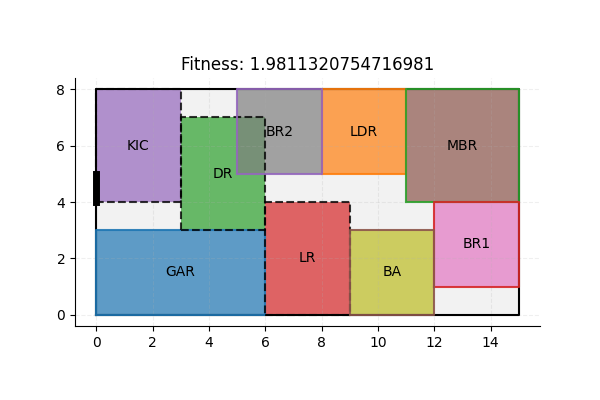 Fitness: 1.9811320754716981
8
6
4
2
0
KIC
DR
BR2
LDR
MBR
GAR
LR
BA
BR1
0 2 4 6 8 10 12 14